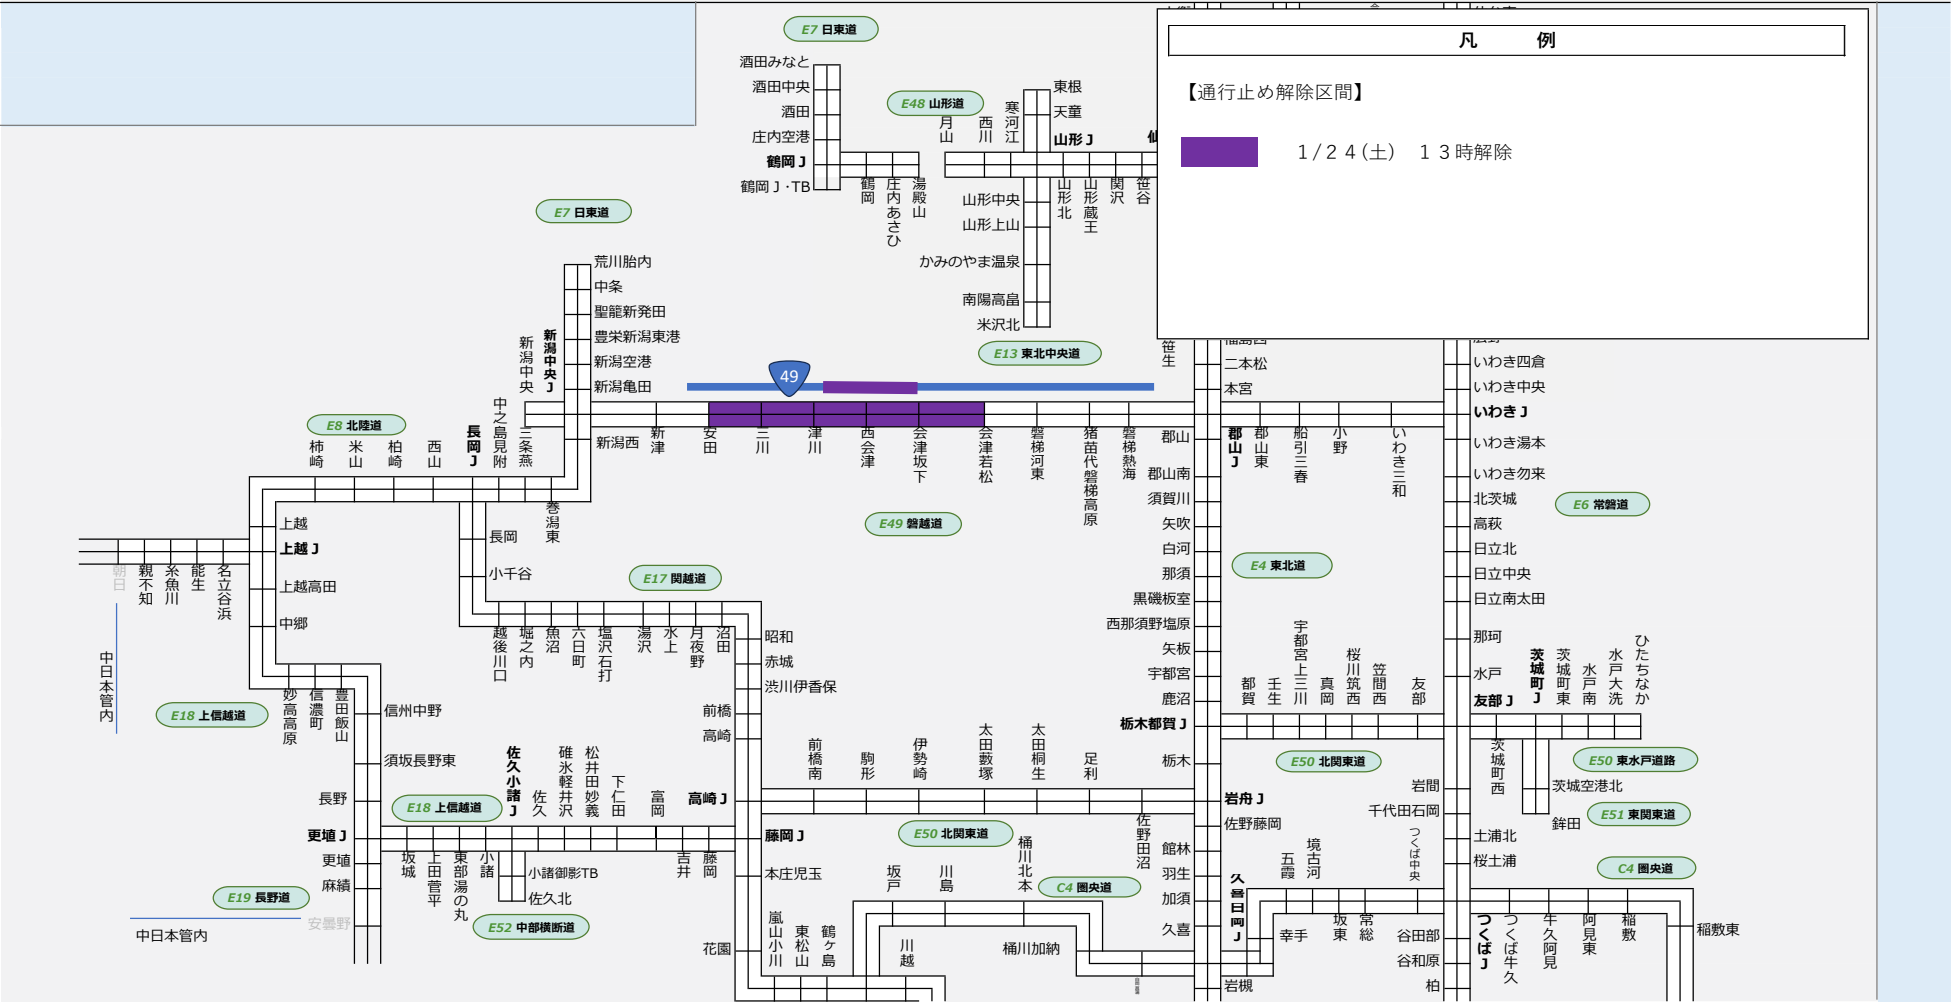 凡　　例
【通行止め解除区間】
1/24(土)　13時解除
E7 日東道
酒田みなと
酒田中央
酒田
庄内空港
鶴岡J
鶴岡J・TB
鶴岡
庄内あさひ
湯殿山
E48 山形道
月山
西川
寒河江
東根
天童
山形J
山形北
山形蔵王
関沢
笹谷
山形中央
山形上山
かみのやま温泉
南陽高畠
米沢北
E13 東北中央道
E7 日東道
荒川胎内
中条
聖籠新発田
豊栄新潟東港
新潟空港
新潟亀田
新潟中央J
新潟中央
新潟西
49
新津
安田
三川
津川
西会津
会津坂下
会津若松
磐梯河東
猪苗代磐梯高原
磐梯熱海
E49 磐越道
郡山J
郡山東
船引三春
小野
いわき三和
いわきJ
E8 北陸道
柿崎
米山
柏崎
西山
長岡J
中之島見附
三条燕
巻潟東
上越
上越J
上越高田
中郷
朝日
親不知
糸魚川
能生
名立谷浜
中日本管内
長岡
小千谷
E17 関越道
越後川口
堀之内
魚沼
六日町
塩沢石打
湯沢
水上
月夜野
沼田
昭和
赤城
渋川伊香保
前橋
高崎
高崎J
藤岡J
本庄児玉
花園
嵐山小川
東松山
鶴ヶ島
E18 上信越道
妙高高原
信濃町
豊田飯山
信州中野
須坂長野東
長野
更埴J
更埴
麻績
安曇野
E19 長野道
中日本管内
E18 上信越道
坂城
上田菅平
東部湯の丸
小諸
佐久小諸J
佐久
碓氷軽井沢
松井田妙義
下仁田
富岡
吉井
藤岡
小諸御影TB
佐久北
E52 中部横断道
前橋南
駒形
伊勢崎
太田藪塚
太田桐生
足利
E50 北関東道
佐野田沼
坂戸
川島
桶川北本
川越
桶川加納
C4 圏央道
笹生
二本松
本宮
郡山
郡山南
須賀川
矢吹
白河
那須
黒磯板室
西那須野塩原
矢板
宇都宮
鹿沼
栃木都賀J
栃木
岩舟J
佐野藤岡
館林
羽生
加須
久喜
岩槻
E4 東北道
都賀
壬生
宇都宮上三川
真岡
桜川筑西
笠間西
友部
E50 北関東道
いわき四倉
いわき中央
いわき湯本
いわき勿来
北茨城
高萩
日立北
日立中央
日立南太田
那珂
水戸
友部J
E6 常磐道
茨城町J
茨城町東
水戸南
水戸大洗
ひたちなか
茨城町西
E50 東水戸道路
茨城空港北
鉾田
E51 東関東道
岩間
千代田石岡
土浦北
桜土浦
つくば中央
五霞
境古河
幸手
坂東
常総
谷田部
谷和原
柏
つくばJ
つくば牛久
牛久阿見
阿見東
稲敷
稲敷東
C4 圏央道